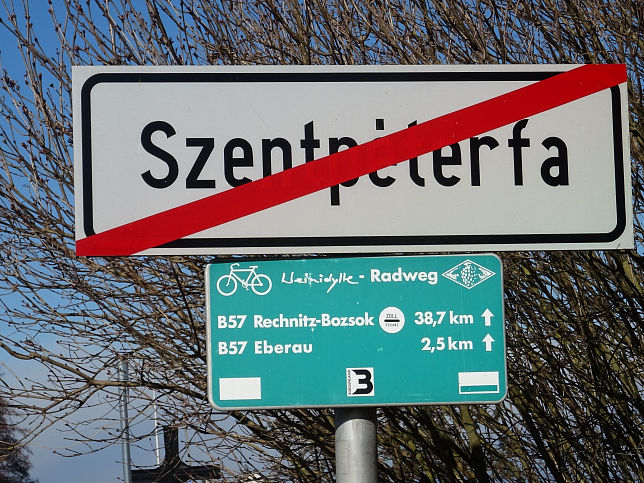 Szentpéterfa
Weinidylle - Radweg
B57 Rechnitz-Bozsok ZOLL 38,7 km
B57 Eberau 2,5 km
B